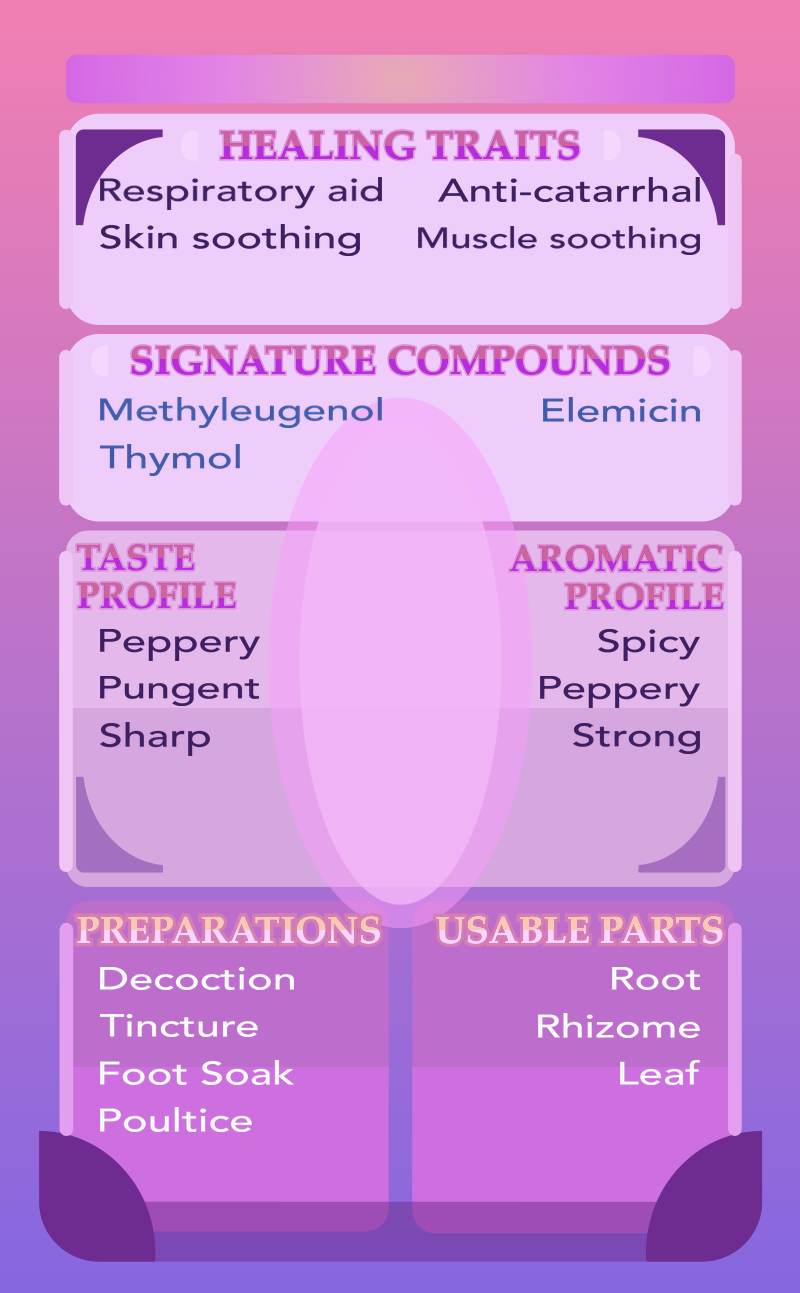 HEALING TRAITS
Respiratory aid
Anti-catarrhal
Skin soothing
Muscle soothing
SIGNATURE COMPOUNDS
Methyleugenol
Elemicin
Thymol
TASTE
PROFILE
Peppery
Pungent
Sharp
AROMATIC
PROFILE
Spicy
Peppery
Strong
PREPARATIONS
Decoction
Tincture
Foot Soak
Poultice
USABLE PARTS
Root
Rhizome
Leaf